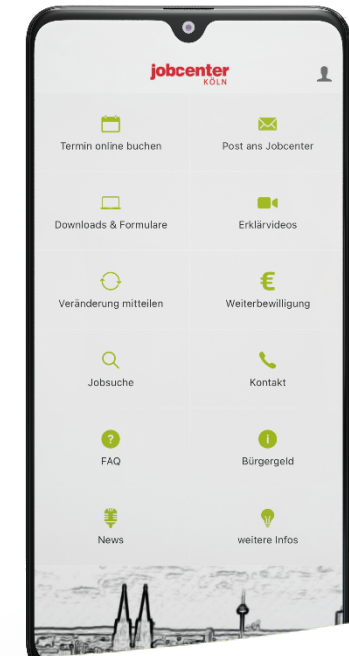 jobcenter
KÖLN
Termin online buchen
Post ans Jobcenter
Downloads & Formulare
Erklärvideos
Veränderung mitteilen
Weiterbewilligung
Jobsuche
Kontakt
FAQ
Bürgergeld
News
weitere Infos